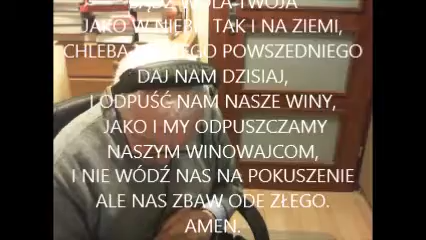 WOLA TWOJA
JAKO W NIEBIE TAK I NA ZIEMI,
CHLEBA POWSZEDNIEGO
DAJ NAM DZISIAJ,
I ODPUŚĆ NAM NASZE WINY,
JAKO I MY ODPUSZCZAMY
NASZYM WINOWAJCOM,
I NIE WÓDŹ NAS NA POKUSZENIE
ALE NAS ZBAW ODE ZŁEGO.
AMEN.